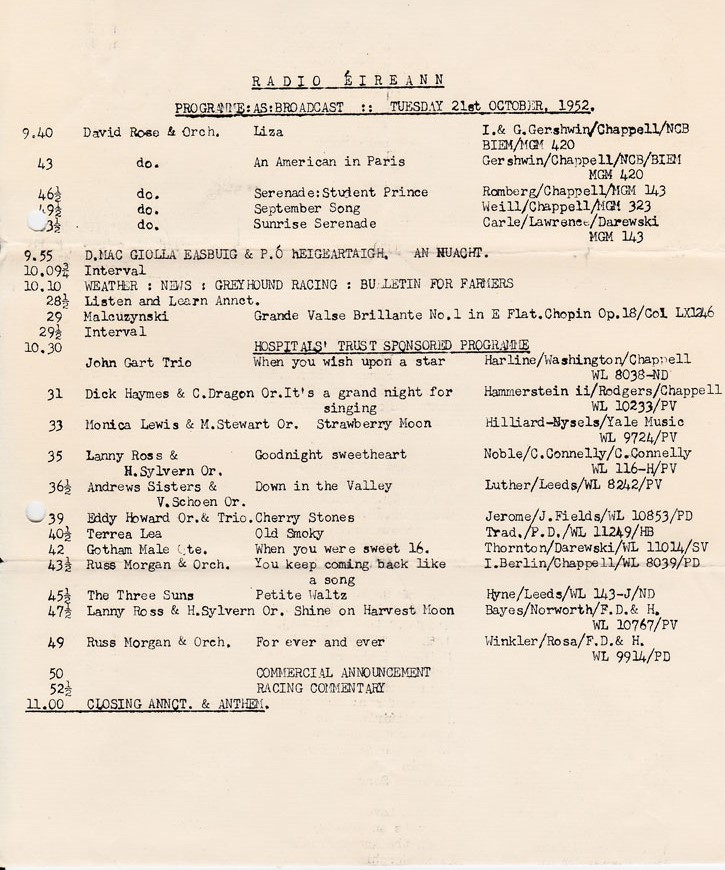 RADIO ÉIREANN
PROGRAMME:AS:BROADCAST :: TUESDAY 21st OCTOBER, 1952.
9.40 David Rose & Orch. Liza I.& G.Gershwin/Chappell/NCB
BIEM/MGM 420
43 do. An American in Paris Gershwin/Chappell/NCB/BIEM
MGM 420
46½ do. Serenade:Student Prince Romberg/Chappell/MGM 143
49½ do. September Song Weill/Chappell/MGM 323
3½ do. Sunrise Serenade Carle/Lawrence/Darewski
MGM 143
9.55 D.MAC GIOLLA EASBUIG & P.Ó hEIGEARTAIGH. AN NUACHT.
10.09¾ Interval
10.10 WEATHER : NEWS : GREYHOUND RACING : BULLETIN FOR FARMERS
28½ Listen and Learn Annct.
29 Malcuzynski Grande Valse Brillante No.1 in E Flat.Chopin Op.18/Col LX1246
29½ Interval
10.30 HOSPITALS' TRUST SPONSORED PROGRAMME
John Gart Trio When you wish upon a star Harline/Washington/Chappell
WL 8038-ND
31 Dick Haymes & C.Dragon Or.It's a grand night for Hammerstein ii/Rodgers/Chappell
singing WL 10233/PV
33 Monica Lewis & M.Stewart Or. Strawberry Moon Hilliard-Nysels/Yale Music
WL 9724/PV
35 Lanny Ross & Goodnight sweetheart Noble/C.Connelly/C.Connelly
H.Sylvern Or. WL 116-H/PV
36½ Andrews Sisters & Down in the Valley Luther/Leeds/WL 8242/PV
V.Schoen Or.
39 Eddy Howard Or.& Trio.Cherry Stones Jerome/J.Fields/WL 10853/PD
40½ Terrea Lea Old Smoky Trad./P.D./WL 11249/HB
42 Gotham Male Qte. When you were sweet 16. Thornton/Darewski/WL 11014/SV
43½ Russ Morgan & Orch. You keep coming back like I.Berlin/Chappell/WL 8039/PD
a song
45½ The Three Suns Petite Waltz Hyne/Leeds/WL 143-J/ND
47½ Lanny Ross & H.Sylvern Or. Shine on Harvest Moon Bayes/Norworth/F.D.& H.
WL 10767/PV
49 Russ Morgan & Orch. For ever and ever Winkler/Rosa/F.D.& H.
WL 9914/PD
50 COMMERCIAL ANNOUNCEMENT
52½ RACING COMMENTARY
11.00 CLOSING ANNCT. & ANTHEM.